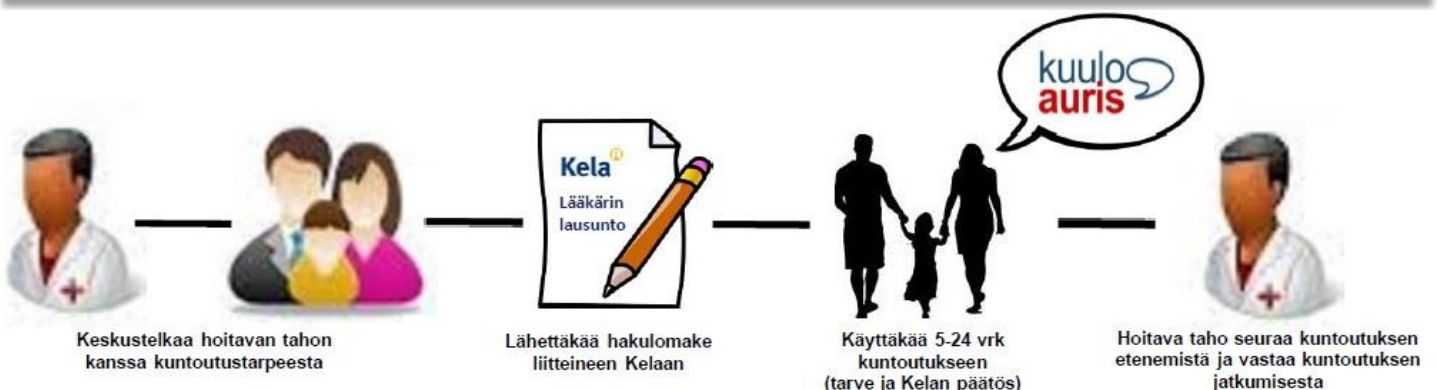 kuulo
auris
Kela
Lääkärin
lausunto
Keskustelkaa hoitavan tahon
kanssa kuntoutustarpeesta
Lähettäkää hakulomake
liitteineen Kelaan
Käyttäkää 5-24 vrk
kuntoutukseen
(tarve ja Kelan päätös)
Hoitava taho seuraa kuntoutuksen
etenemistä ja vastaa kuntoutuksen
jatkumisesta